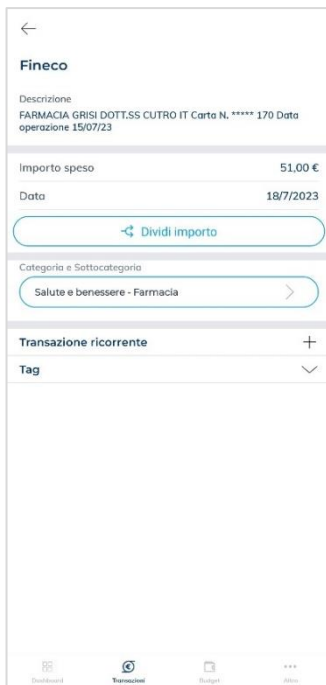 Fineco
Descrizione
FARMACIA GRISI DOTT.SS CUTRO IT Carta N. ***** 170 Data
operazione 15/07/23
Importo speso 51,00 €
Data 18/7/2023
Dividi importo
Categoria e Sottocategoria
Salute e benessere - Farmacia
Transazione ricorrente
Tag
Dashboard Transazioni Budget Altro